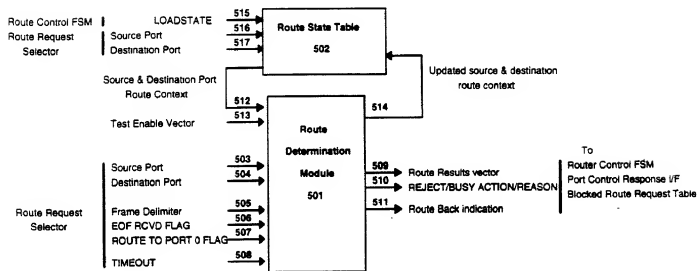 Route Control FSM
LOADSTATE
515
Route Request
Selector
Source Port
516
Destination Port
517
Route State Table
502
Source & Destination Port
Route Context
512
Updated source & destination
route context
514
Test Enable Vector
513
Route
Determination
Module
501
Source Port
503
Destination Port
504
Route Request
Selector
Frame Delimiter
505
EOF RCVD FLAG
506
ROUTE TO PORT 0 FLAG
507
TIMEOUT
508
509
Route Results vector
510
REJECT/BUSY ACTION/REASON
511
Route Back indication
To
Router Control FSM
Port Control Response I/F
Blocked Route Request Table